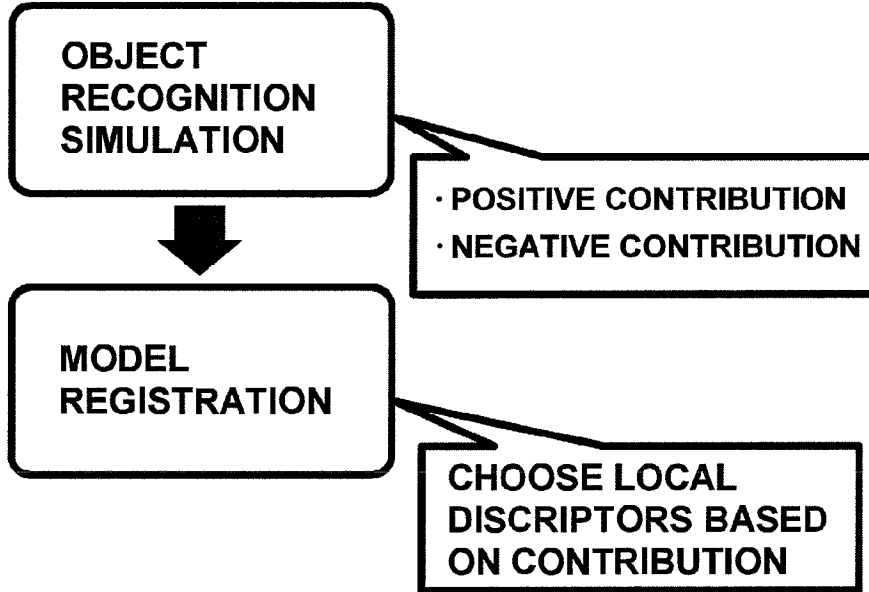 OBJECT
RECOGNITION
SIMULATION
· POSITIVE CONTRIBUTION
· NEGATIVE CONTRIBUTION
MODEL
REGISTRATION
CHOOSE LOCAL
DISCRIPTORS BASED
ON CONTRIBUTION